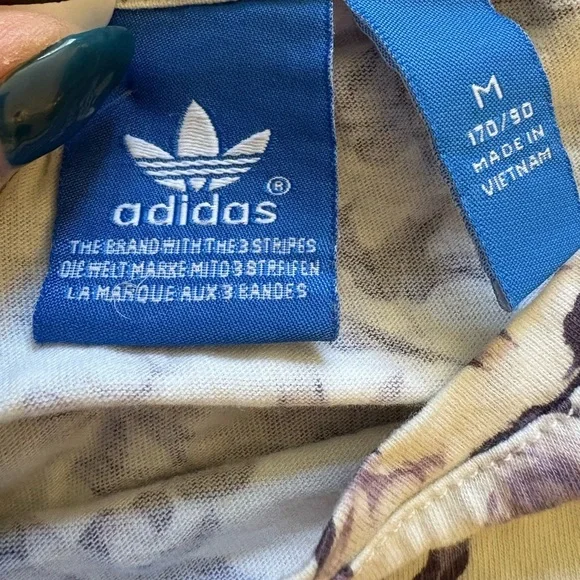 adidas
®
THE BRAND WITH THE 3 STRIPES
DIE WELT MARKE MIT D 3 STREIFEN
LA MARQUE AUX 3 BANDES
M
170/90
MADE IN
VIETNAM